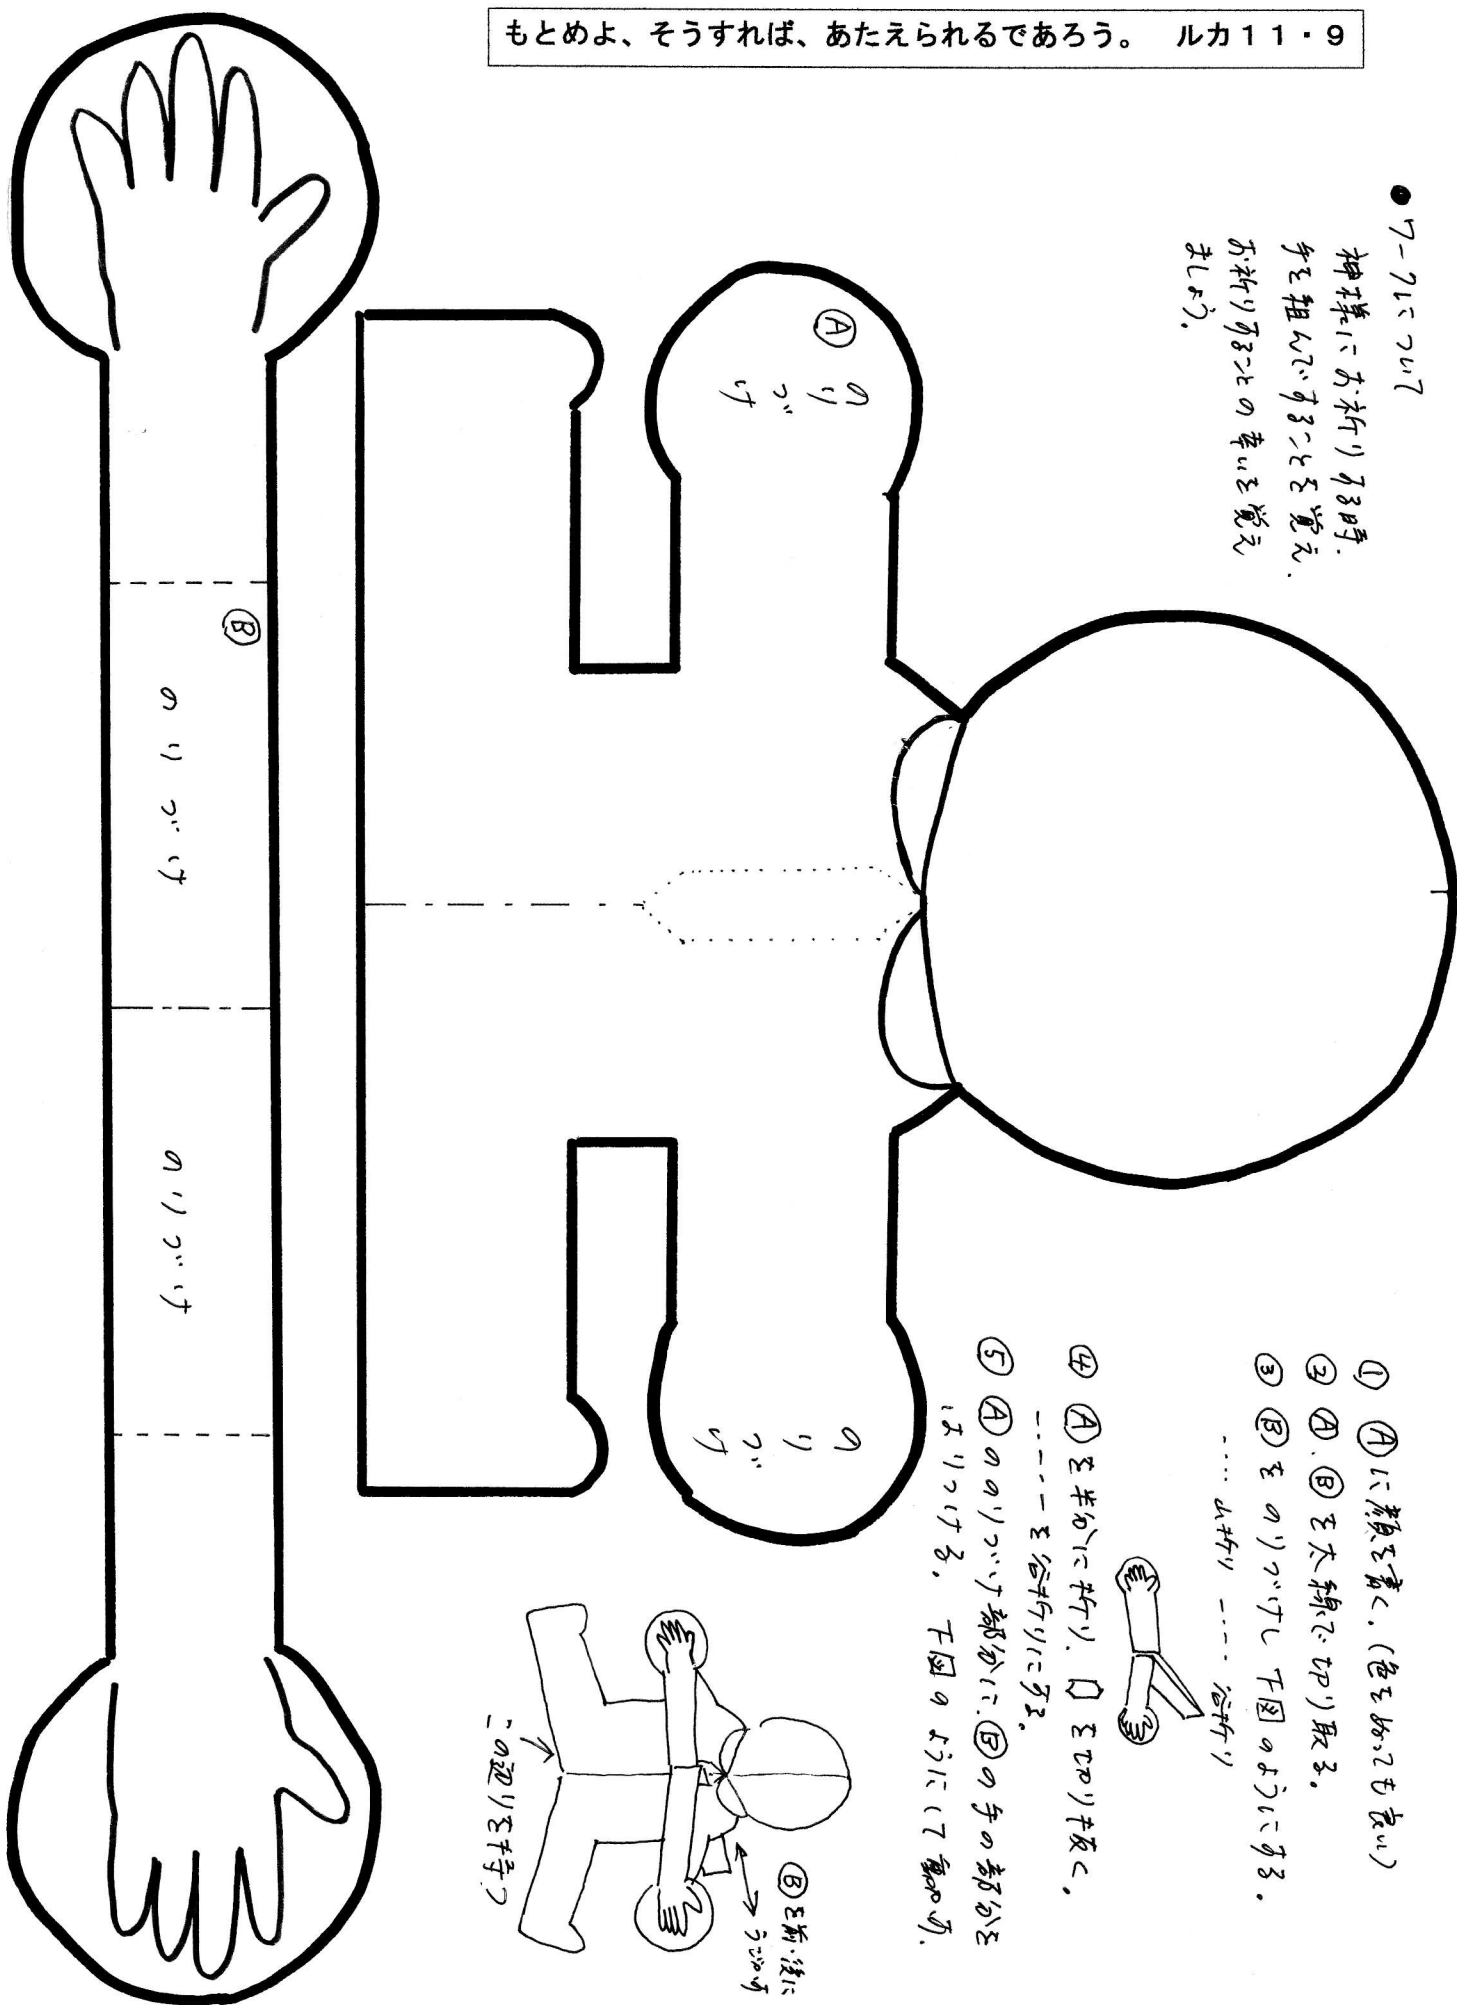 もとめよ、そうすれば、あたえられるであろう。 ルカ11・9
●ワークについて
神様にお祈りする時、
手を組んですることを覚え、
お祈りすることの幸いを覚え
ましょう。
① Ⓐに顔を書く。(色をぬっても良い)
② Ⓐ、Ⓑを太線で切り取る。
③ Ⓑをのりづけし下図のようにする。
----- 山折り -・-・- 谷折り
④ Ⓐを半分に折り、 を切り抜く。
-・-・-を谷折りにする。
⑤ Ⓐののりづけ部分に、Ⓑの手の部分を
はりつける。下図のようにして動かす。
Ⓑを前・後に
うごかす
この辺りを持つ
Ⓐ
のりづけ
のりづけ
Ⓑ
のりづけ
のりづけ